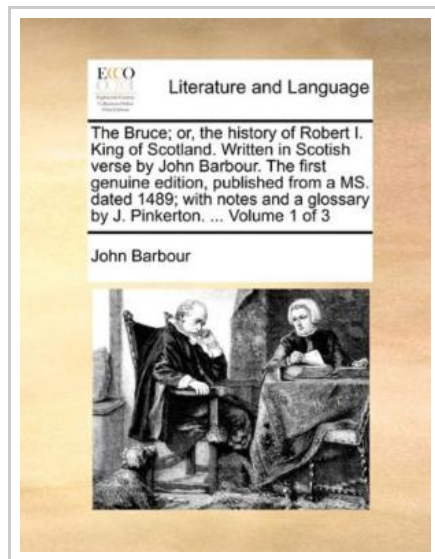 ECCO
Literature and Language
The Bruce; or, the history of Robert I.
King of Scotland. Written in Scotish
verse by John Barbour. The first
genuine edition, published from a MS.
dated 1489; with notes and a glossary
by J. Pinkerton. ... Volume 1 of 3
John Barbour